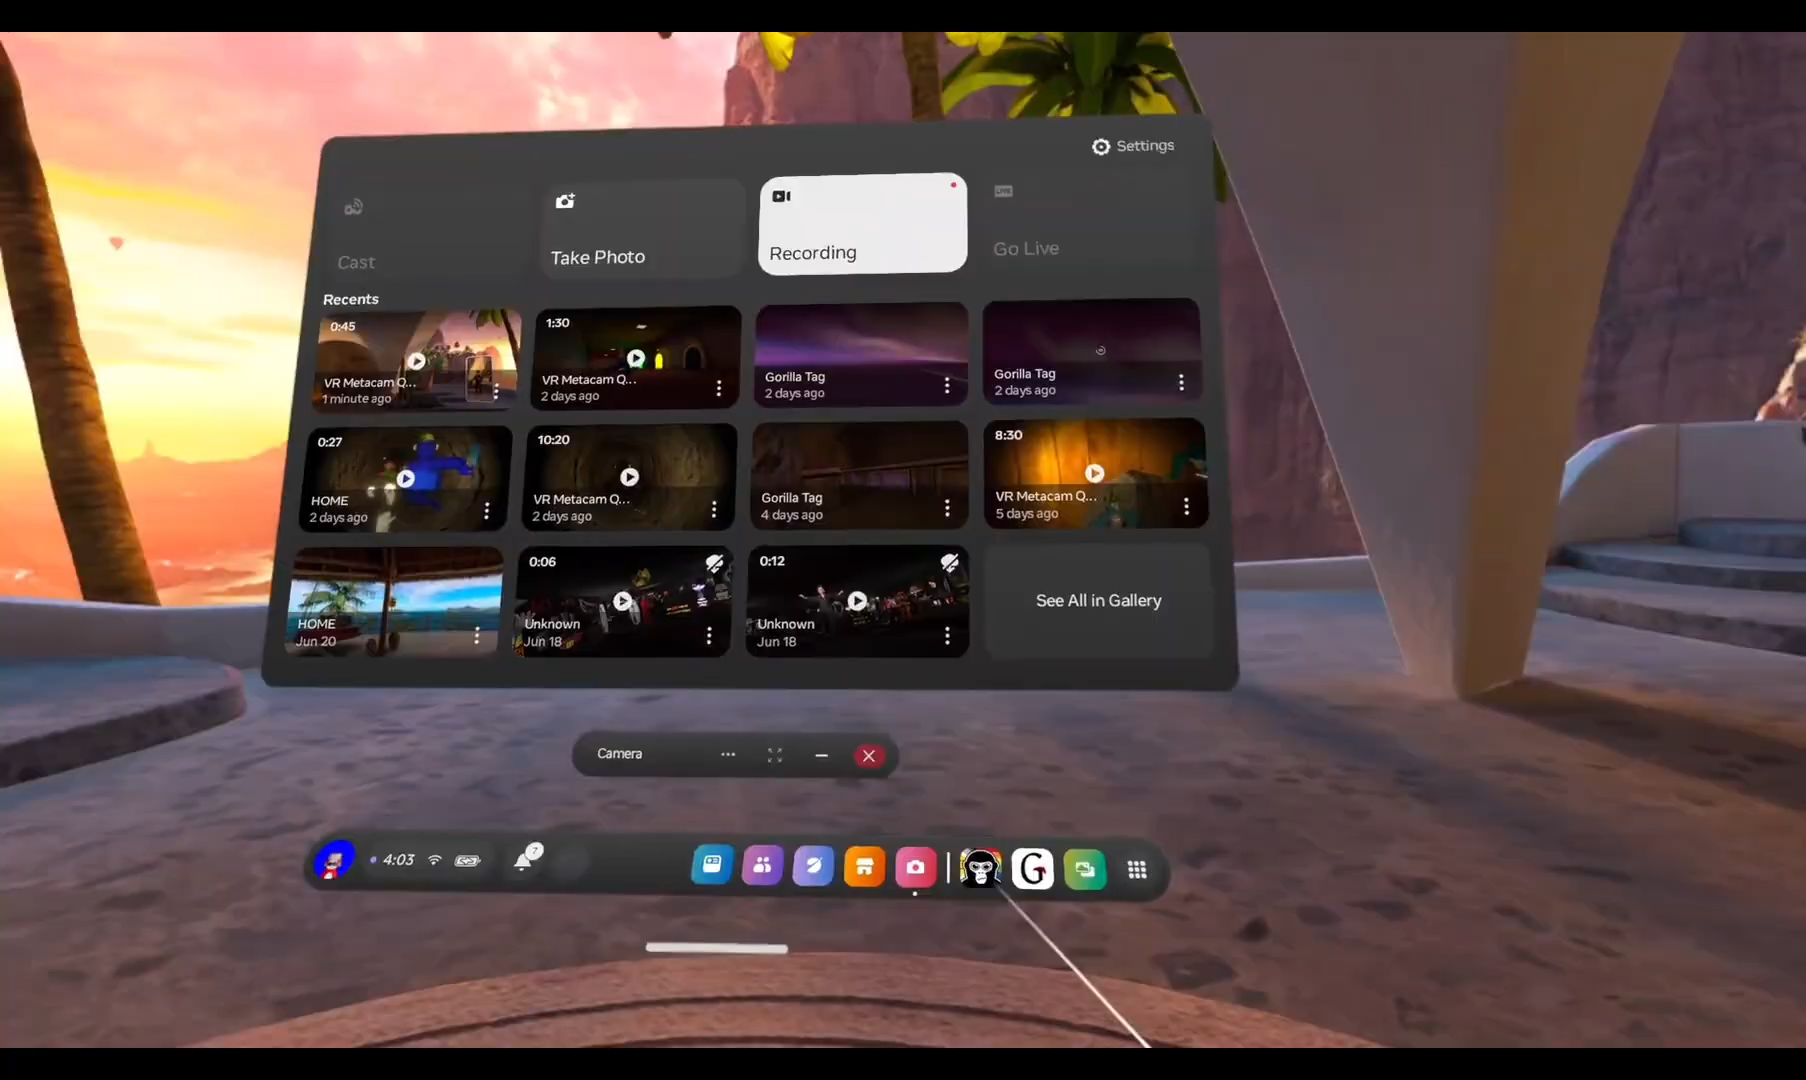 Settings
Cast
Take Photo
Recording
LIVE
Go Live
Recents
0:45
VR Metacam Q...
1 minute ago
1:30
VR Metacam Q...
2 days ago
Gorilla Tag
2 days ago
Gorilla Tag
2 days ago
0:27
HOME
2 days ago
10:20
VR Metacam Q...
2 days ago
Gorilla Tag
4 days ago
8:30
VR Metacam Q...
5 days ago
HOME
Jun 20
0:06
Unknown
Jun 18
0:12
Unknown
Jun 18
See All in Gallery
Camera
4:03
7
G